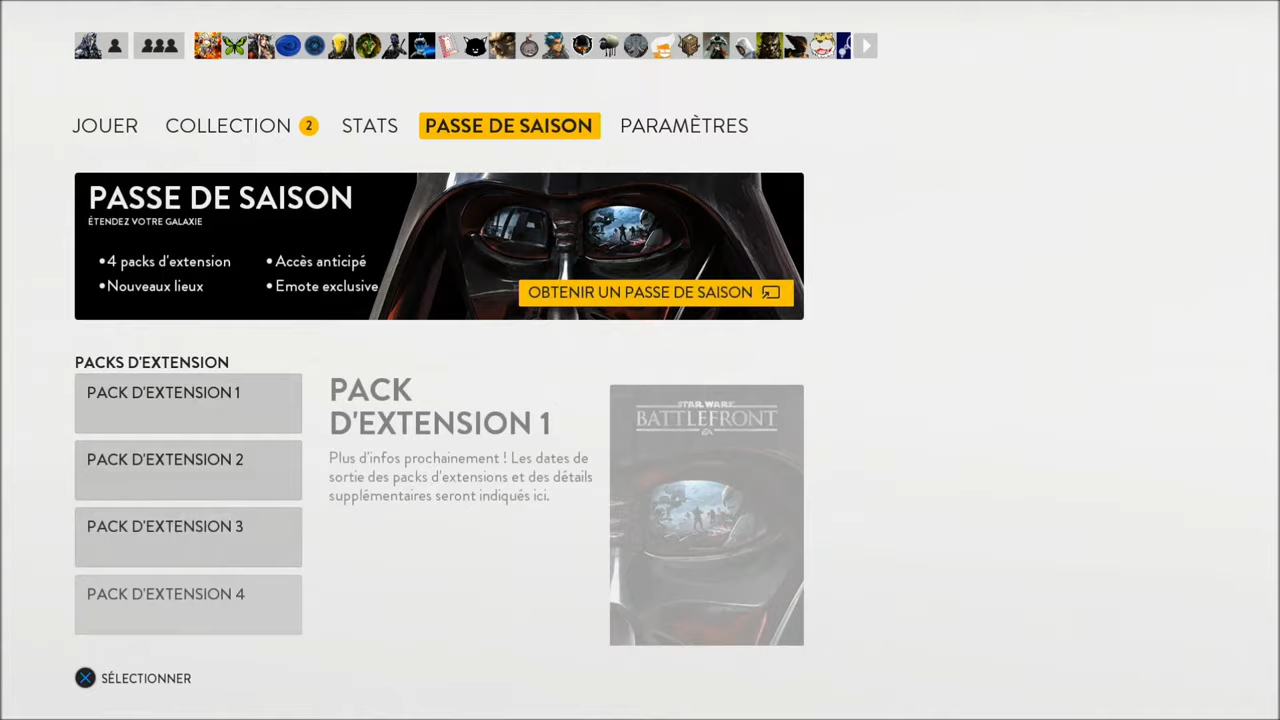 JOUER COLLECTION 2 STATS PASSE DE SAISON PARAMÈTRES
PASSE DE SAISON
ÉTENDEZ VOTRE GALAXIE
•4 packs d'extension •Accès anticipé
•Nouveaux lieux •Emote exclusive
OBTENIR UN PASSE DE SAISON
PACKS D'EXTENSION
PACK D'EXTENSION 1
PACK D'EXTENSION 2
PACK D'EXTENSION 3
PACK D'EXTENSION 4
PACK
D'EXTENSION 1
Plus d'infos prochainement ! Les dates de
sortie des packs d'extensions et des détails
supplémentaires seront indiqués ici.
STAR WARS
BATTLEFRONT
EA
SÉLECTIONNER